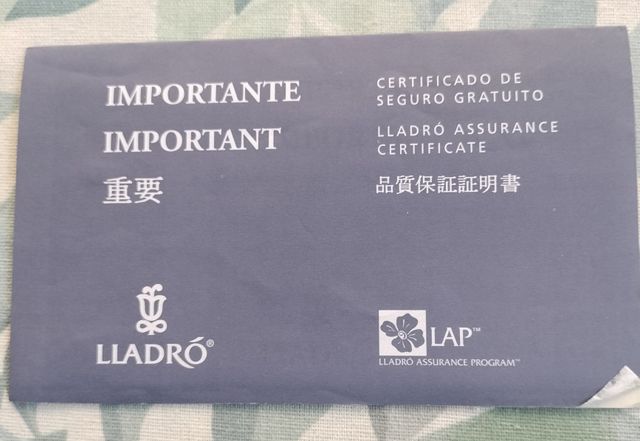 IMPORTANTE
IMPORTANT
重要
CERTIFICADO DE
SEGURO GRATUITO
LLADRÓ ASSURANCE
CERTIFICATE
品質保証証明書
LLADRÓ®
LAP™
LLADRÓ ASSURANCE PROGRAM™